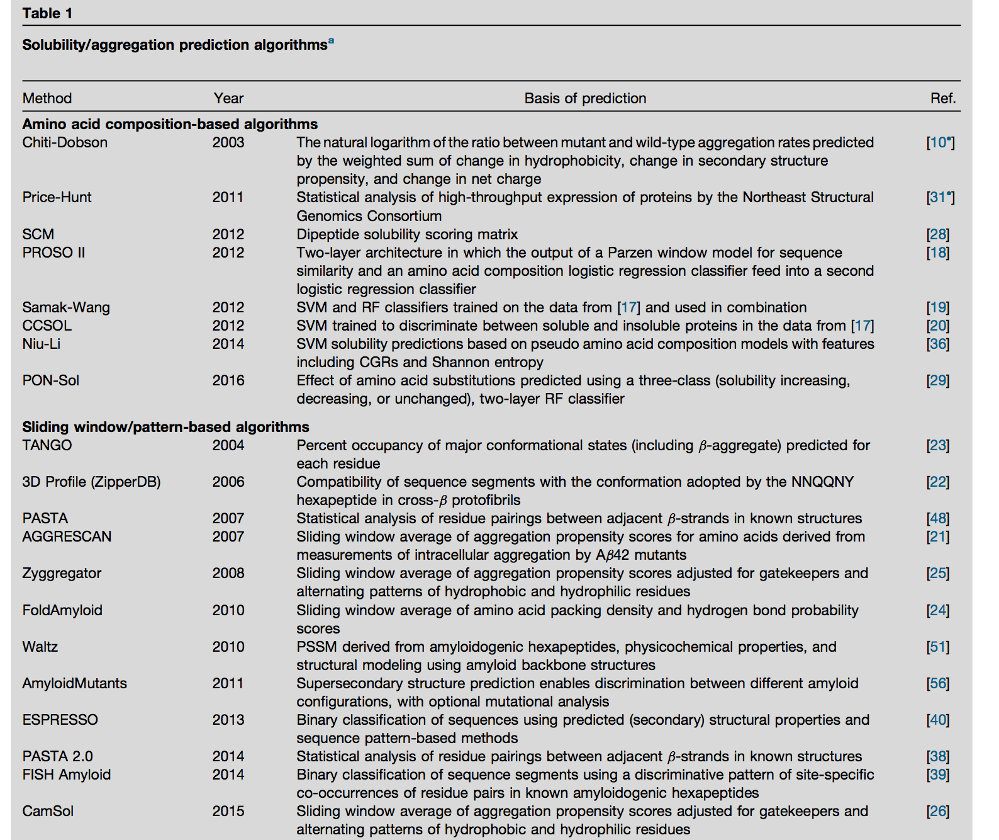 Table 1
Solubility/aggregation prediction algorithmsa
Method Year Basis of prediction Ref.
Amino acid composition-based algorithms
Chiti-Dobson 2003 The natural logarithm of the ratio between mutant and wild-type aggregation rates predicted [10•]
by the weighted sum of change in hydrophobicity, change in secondary structure
propensity, and change in net charge
Price-Hunt 2011 Statistical analysis of high-throughput expression of proteins by the Northeast Structural [31•]
Genomics Consortium
SCM 2012 Dipeptide solubility scoring matrix [28]
PROSO II 2012 Two-layer architecture in which the output of a Parzen window model for sequence [18]
similarity and an amino acid composition logistic regression classifier feed into a second
logistic regression classifier
Samak-Wang 2012 SVM and RF classifiers trained on the data from [17] and used in combination [19]
CCSOL 2012 SVM trained to discriminate between soluble and insoluble proteins in the data from [17] [20]
Niu-Li 2014 SVM solubility predictions based on pseudo amino acid composition models with features [36]
including CGRs and Shannon entropy
PON-Sol 2016 Effect of amino acid substitutions predicted using a three-class (solubility increasing, [29]
decreasing, or unchanged), two-layer RF classifier
Sliding window/pattern-based algorithms
TANGO 2004 Percent occupancy of major conformational states (including β-aggregate) predicted for [23]
each residue
3D Profile (ZipperDB) 2006 Compatibility of sequence segments with the conformation adopted by the NNQQNY [22]
hexapeptide in cross-β protofibrils
PASTA 2007 Statistical analysis of residue pairings between adjacent β-strands in known structures [48]
AGGRESCAN 2007 Sliding window average of aggregation propensity scores for amino acids derived from [21]
measurements of intracellular aggregation by Aβ42 mutants
Zyggregator 2008 Sliding window average of aggregation propensity scores adjusted for gatekeepers and [25]
alternating patterns of hydrophobic and hydrophilic residues
FoldAmyloid 2010 Sliding window average of amino acid packing density and hydrogen bond probability [24]
scores
Waltz 2010 PSSM derived from amyloidogenic hexapeptides, physicochemical properties, and [51]
structural modeling using amyloid backbone structures
AmyloidMutants 2011 Supersecondary structure prediction enables discrimination between different amyloid [56]
configurations, with optional mutational analysis
ESPRESSO 2013 Binary classification of sequences using predicted (secondary) structural properties and [40]
sequence pattern-based methods
PASTA 2.0 2014 Statistical analysis of residue pairings between adjacent β-strands in known structures [38]
FISH Amyloid 2014 Binary classification of sequence segments using a discriminative pattern of site-specific [39]
co-occurrences of residue pairs in known amyloidogenic hexapeptides
CamSol 2015 Sliding window average of aggregation propensity scores adjusted for gatekeepers and [26]
alternating patterns of hydrophobic and hydrophilic residues